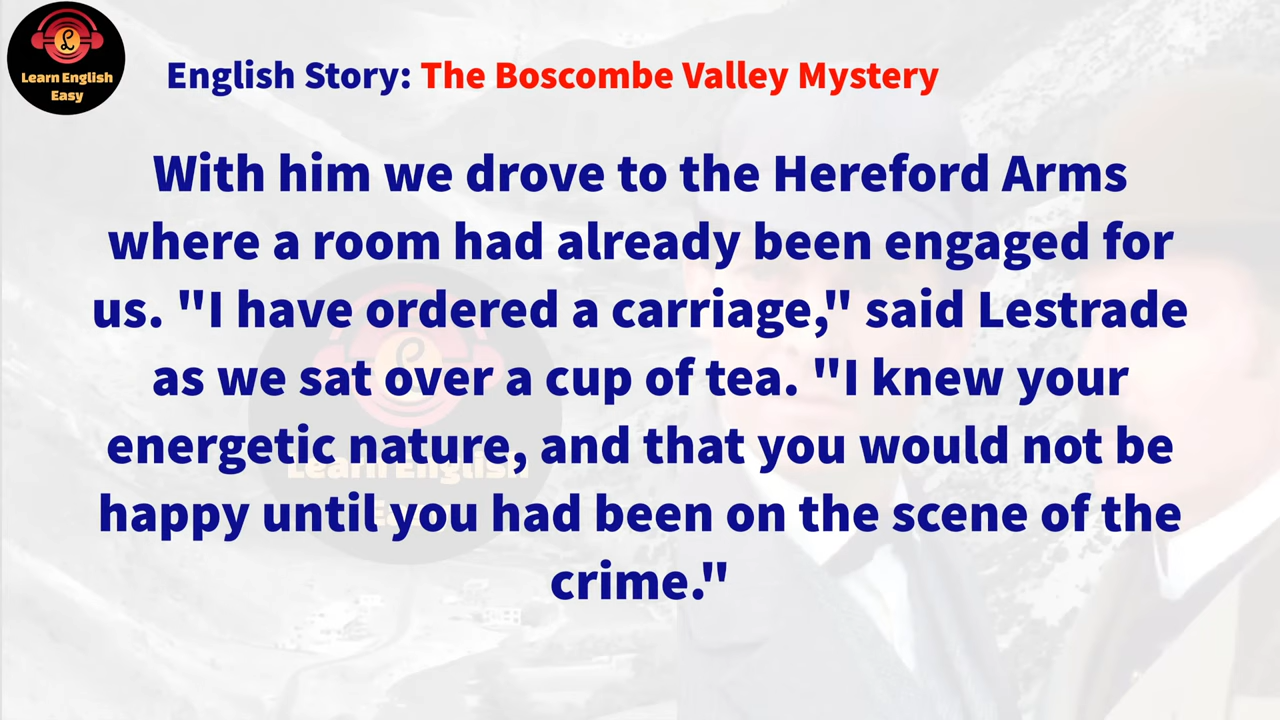 Learn English
Easy
English Story: The Boscombe Valley Mystery
With him we drove to the Hereford Arms
where a room had already been engaged for
us. "I have ordered a carriage," said Lestrade
as we sat over a cup of tea. "I knew your
energetic nature, and that you would not be
happy until you had been on the scene of the
crime."
Learn English
Easy